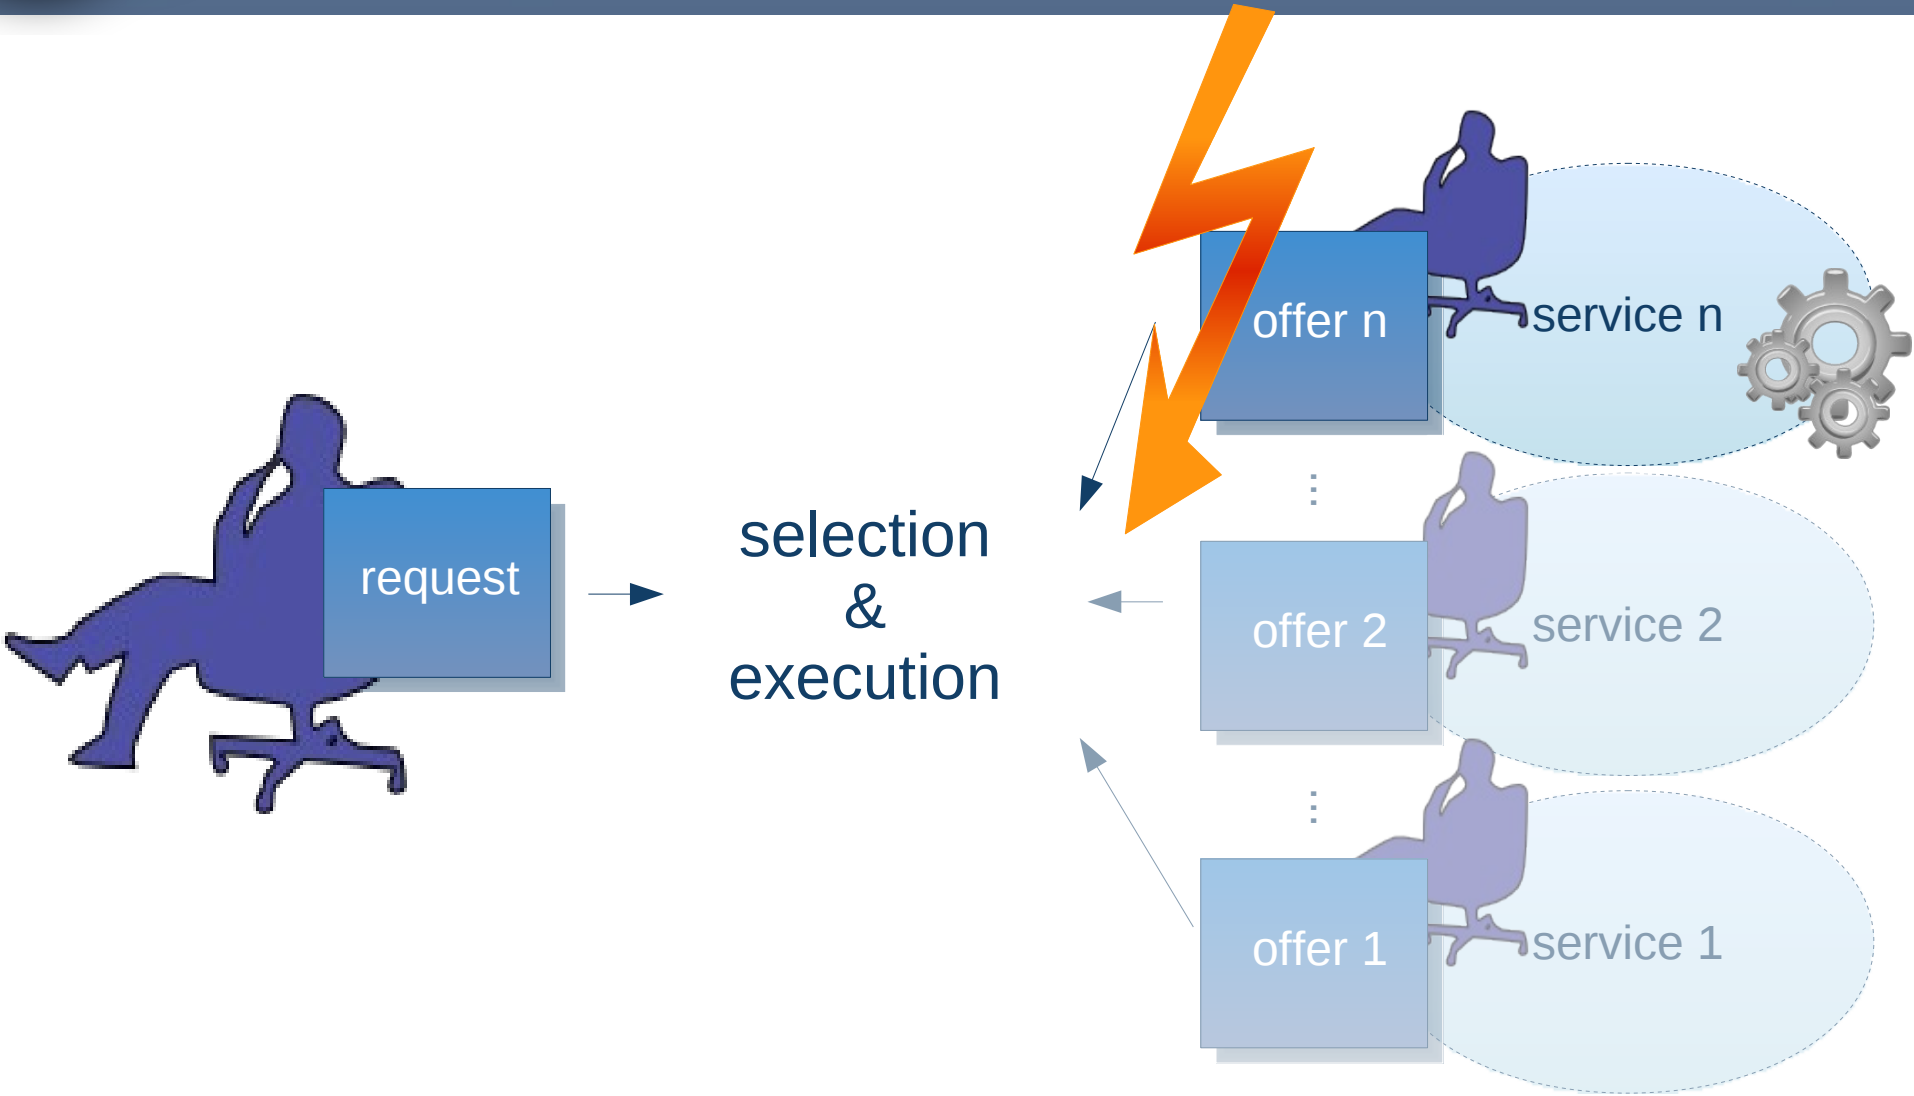 request
selection
&
execution
offer n
service n
...
offer 2
service 2
...
offer 1
service 1